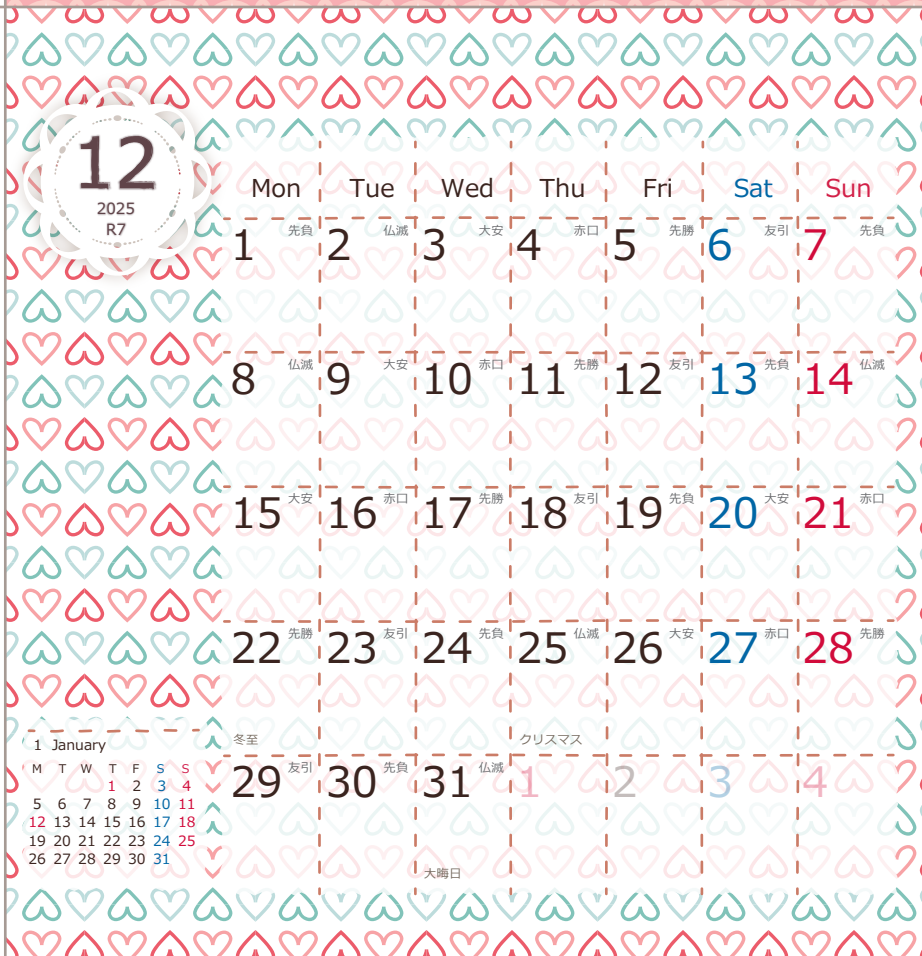 12
2025
R7
Mon Tue Wed Thu Fri Sat Sun
1 先負 2 仏滅 3 大安 4 赤口 5 先勝 6 友引 7 先負
8 仏滅 9 大安 10 赤口 11 先勝 12 友引 13 先負 14 仏滅
15 大安 16 赤口 17 先勝 18 友引 19 先負 20 大安 21 赤口
22 先勝 23 友引 24 先負 25 仏滅 26 大安 27 赤口 28 先勝
冬至 クリスマス
29 友引 30 先負 31 仏滅 1 2 3 4
大晦日
1 January
M T W T F S S
1 2 3 4
5 6 7 8 9 10 11
12 13 14 15 16 17 18
19 20 21 22 23 24 25
26 27 28 29 30 31